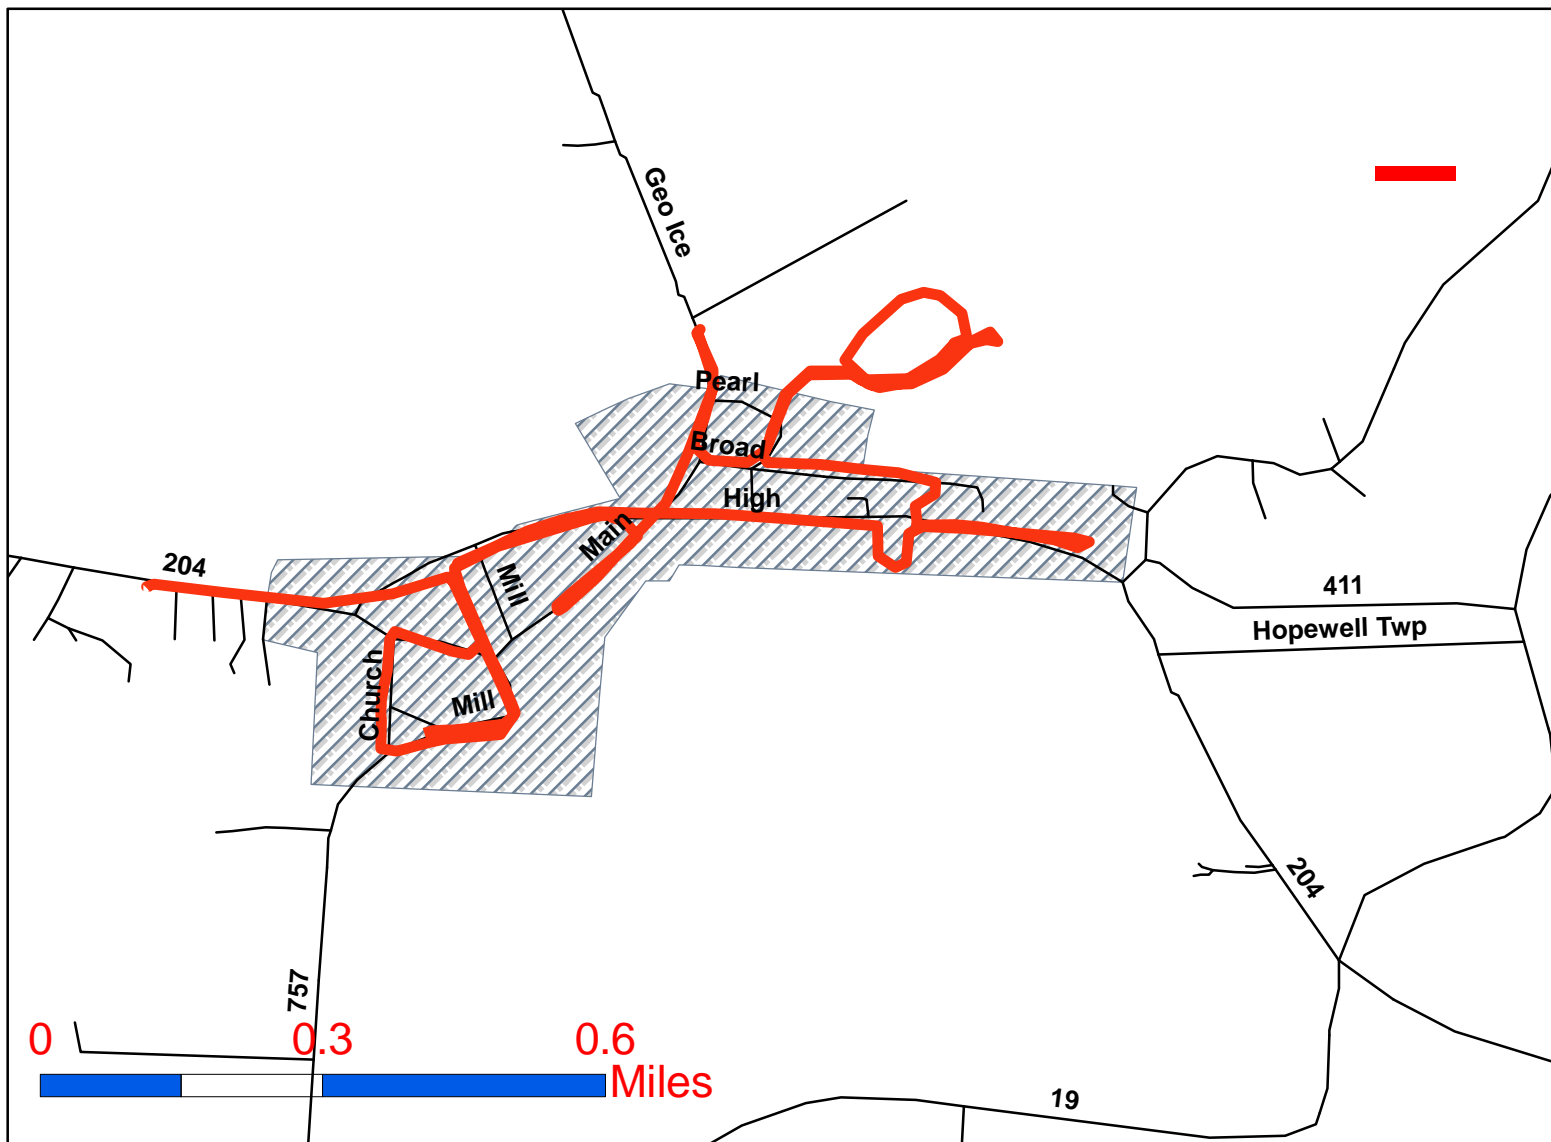 Geo Ice
Pearl
Broad
High
Main
204
Mill
411
Hopewell Twp
Church
Mill
204
757
0 0.3 0.6
Miles
19